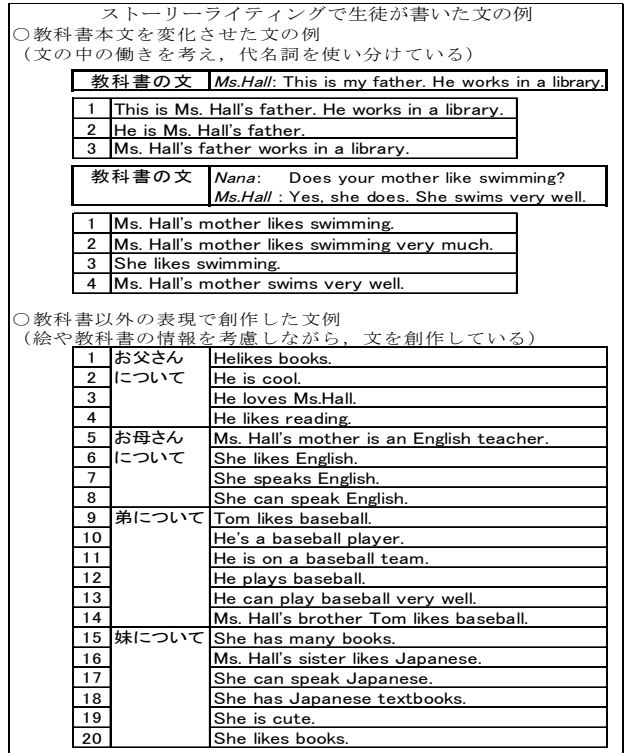 ストーリーライティングで生徒が書いた文の例
○教科書本文を変化させた文の例
（文の中の働きを考え，代名詞を使い分けている）
教科書の文 Ms.Hall: This is my father. He works in a library.
1 This is Ms. Hall's father. He works in a library.
2 He is Ms. Hall's father.
3 Ms. Hall's father works in a library.
教科書の文 Nana: Does your mother like swimming?
Ms.Hall : Yes, she does. She swims very well.
1 Ms. Hall's mother likes swimming.
2 Ms. Hall's mother likes swimming very much.
3 She likes swimming.
4 Ms. Hall's mother swims very well.
○教科書以外の表現で創作した文例
（絵や教科書の情報を考慮しながら，文を創作している）
1 お父さん Helikes books.
2 について He is cool.
3 He loves Ms.Hall.
4 He likes reading.
5 お母さん Ms. Hall's mother is an English teacher.
6 について She likes English.
7 She speaks English.
8 She can speak English.
9 弟について Tom likes baseball.
10 He's a baseball player.
11 He is on a baseball team.
12 He plays baseball.
13 He can play baseball very well.
14 Ms. Hall's brother Tom likes baseball.
15 妹について She has many books.
16 Ms. Hall's sister likes Japanese.
17 She can speak Japanese.
18 She has Japanese textbooks.
19 She is cute.
20 She likes books.